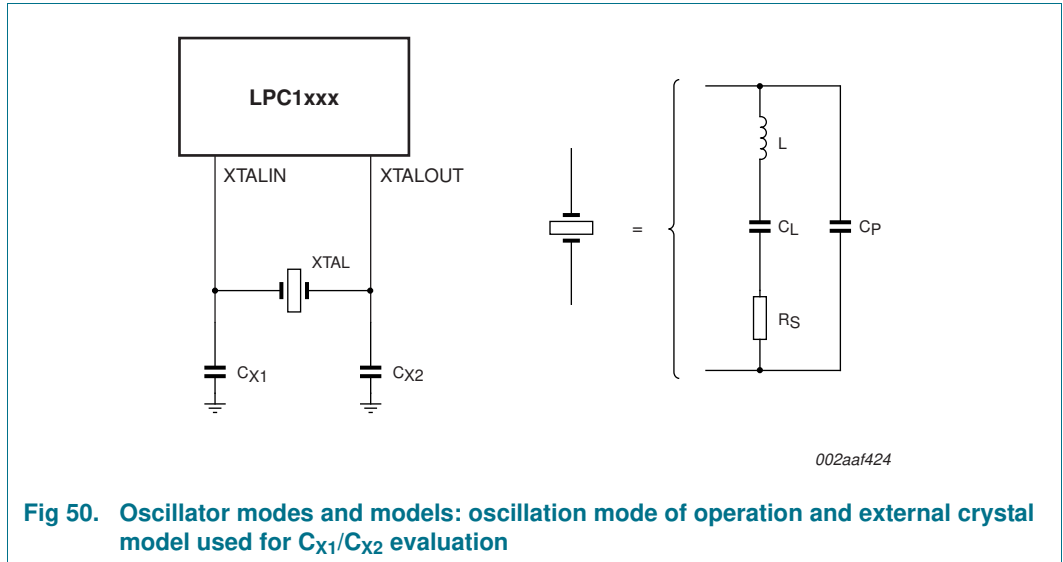 LPC1xxx
XTALIN
XTALOUT
XTAL
CX1
CX2
=
L
CL
CP
RS
002aaf424
Fig 50. Oscillator modes and models: oscillation mode of operation and external crystal
model used for CX1/CX2 evaluation